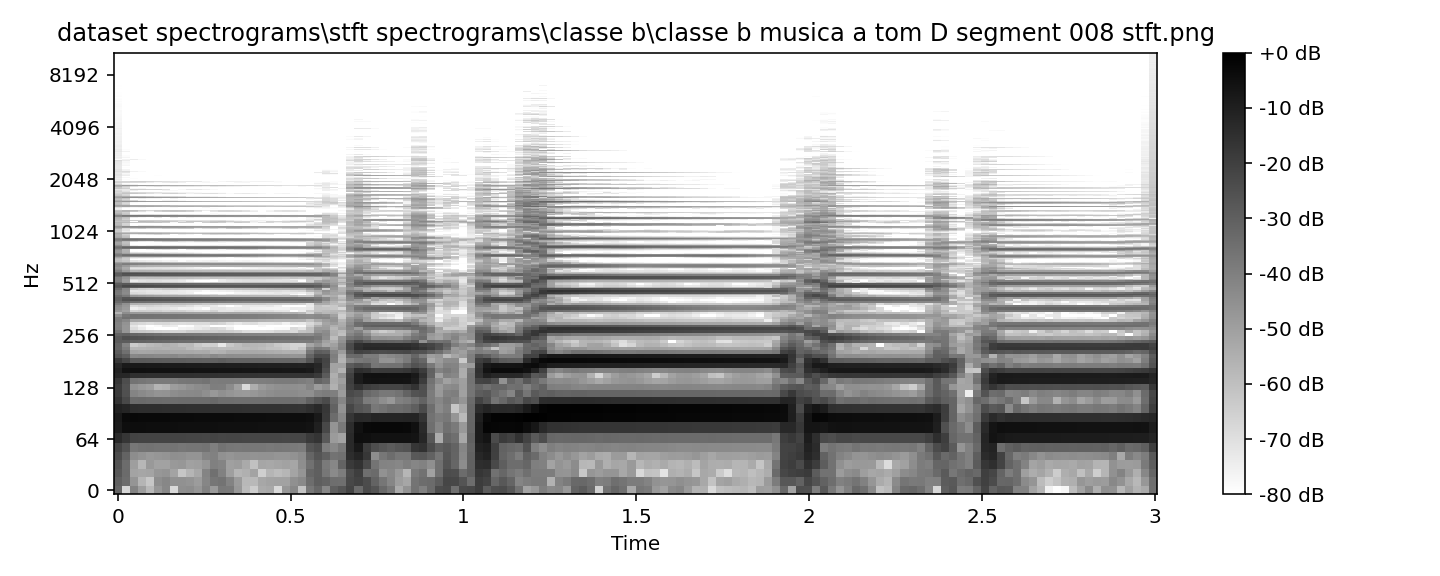 dataset spectrograms\stft spectrograms\classe b\classe b musica a tom D segment 008 stft.png
8192
4096
2048
1024
512
256
128
64
0
Hz
0
0.5
1
1.5
2
2.5
3
Time
+0 dB
-10 dB
-20 dB
-30 dB
-40 dB
-50 dB
-60 dB
-70 dB
-80 dB